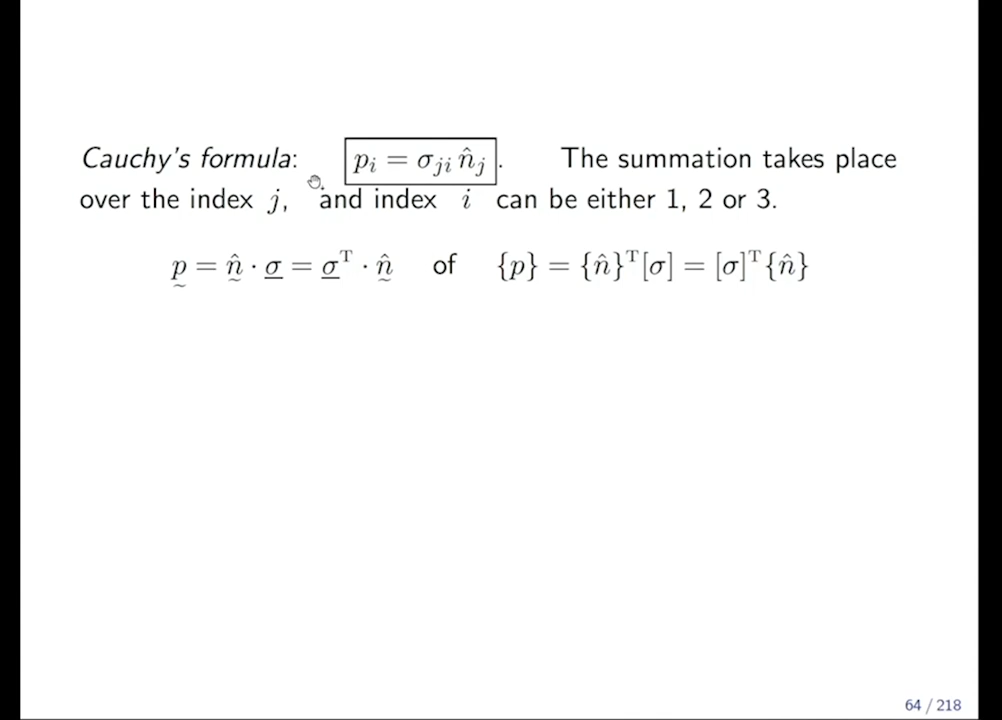 Cauchy's formula: pᵢ = σⱼᵢ n̂ⱼ. The summation takes place
over the index j, and index i can be either 1, 2 or 3.
p̰ = n̰̂ · σ̲ = σ̲ᵀ · n̰̂ of {p} = {n̂}ᵀ[σ] = [σ]ᵀ{n̂}
64 / 218